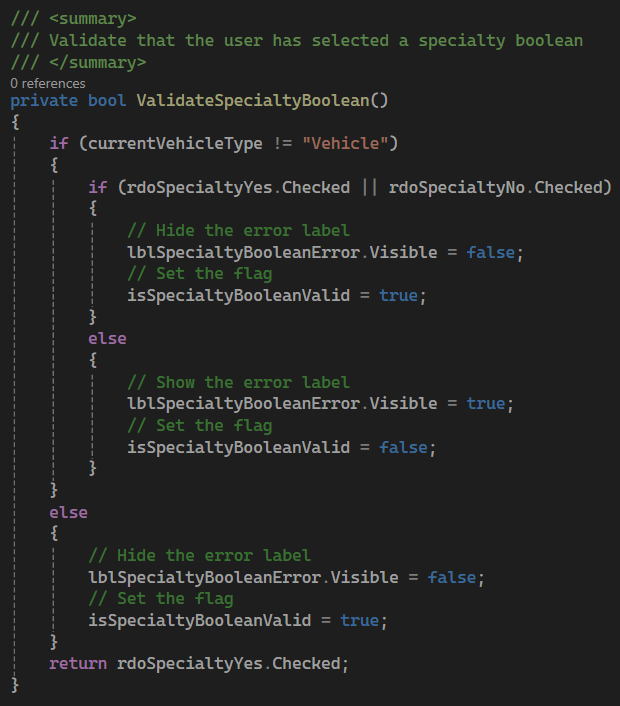 /// <summary>
/// Validate that the user has selected a specialty boolean
/// </summary>
0 references
private bool ValidateSpecialtyBoolean()
{
    if (currentVehicleType != "Vehicle")
    {
        if (rdoSpecialtyYes.Checked || rdoSpecialtyNo.Checked)
        {
            // Hide the error label
            lblSpecialtyBooleanError.Visible = false;
            // Set the flag
            isSpecialtyBooleanValid = true;
        }
        else
        {
            // Show the error label
            lblSpecialtyBooleanError.Visible = true;
            // Set the flag
            isSpecialtyBooleanValid = false;
        }
    }
    else
    {
        // Hide the error label
        lblSpecialtyBooleanError.Visible = false;
        // Set the flag
        isSpecialtyBooleanValid = true;
    }
    return rdoSpecialtyYes.Checked;
}